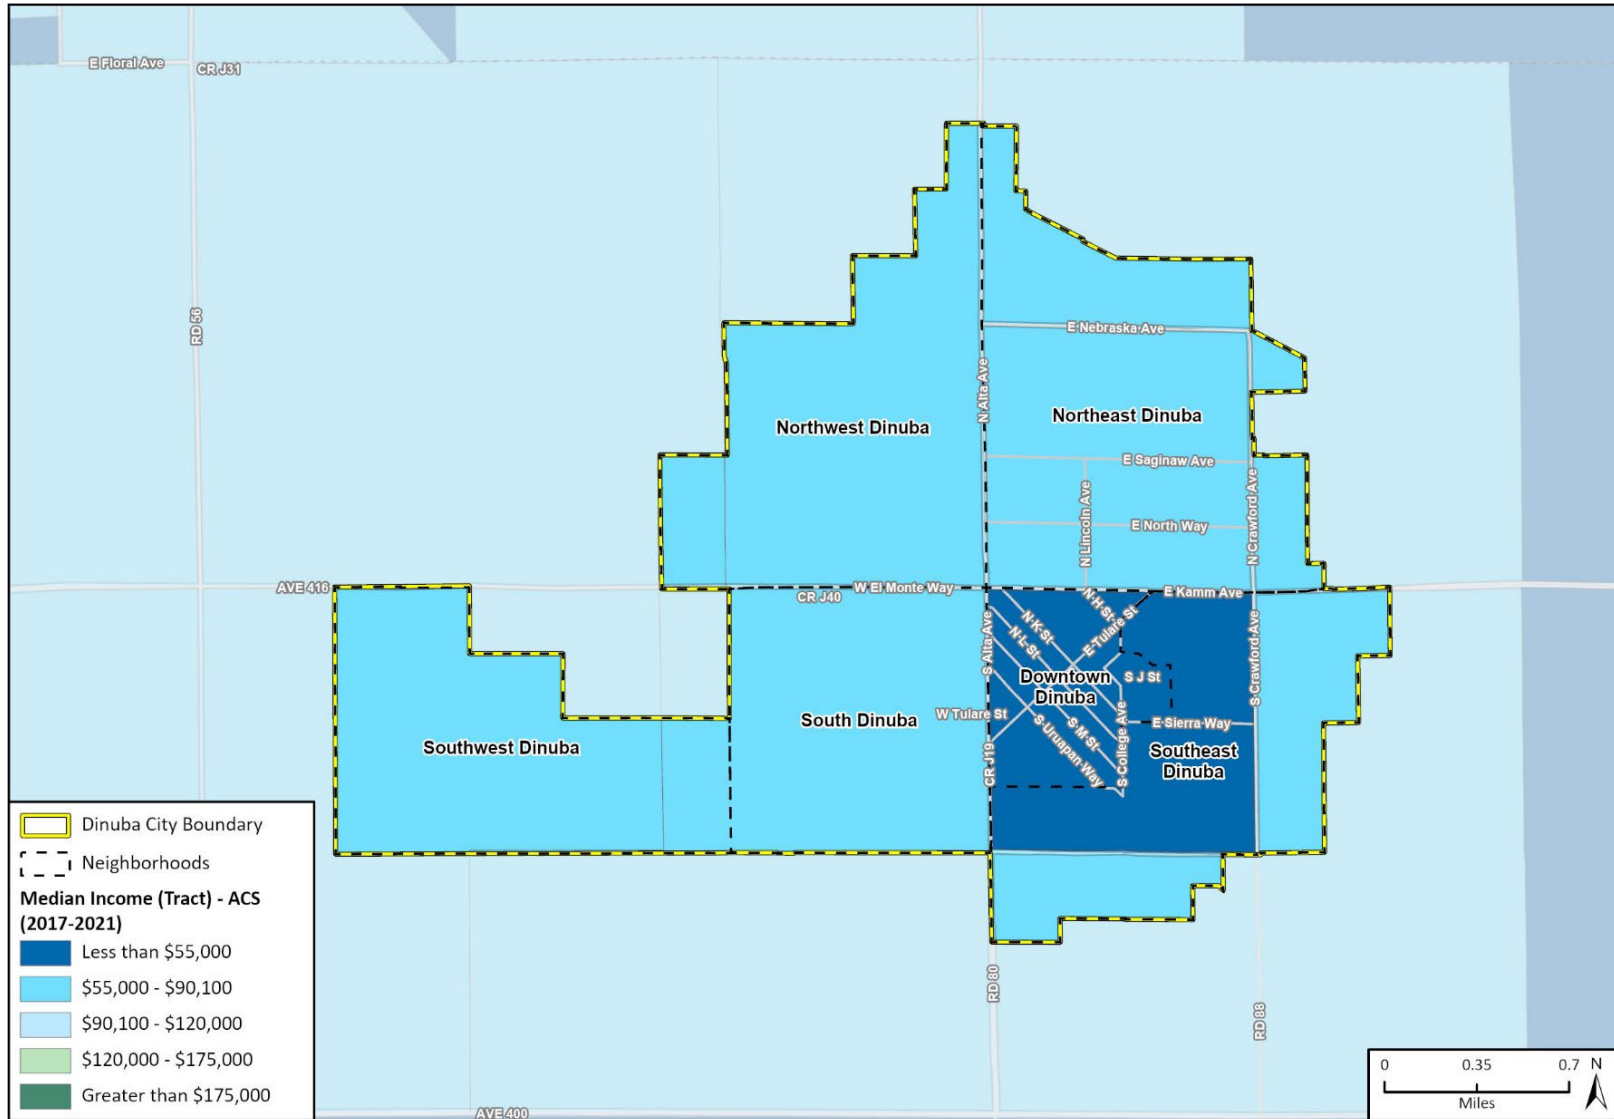 E Floral Ave
CR J31
RD 56
E Nebraska Ave
N Alta Ave
Northwest Dinuba
Northeast Dinuba
E Saginaw Ave
N Lincoln Ave
E North Way
N Crawford Ave
AVE 416
W El Monte Way
CR J40
E Kamm Ave
N H St
N K St
E Tulare St
N L St
S Alta Ave
S Crawford Ave
Downtown
Dinuba
S J St
W Tulare St
South Dinuba
E Sierra Way
S M St
S Uruapan Way
S College Ave
Southwest Dinuba
Southeast
Dinuba
CR J19
RD 80
RD 88
AVE 400
Dinuba City Boundary
Neighborhoods
Median Income (Tract) - ACS
(2017-2021)
Less than $55,000
$55,000 - $90,100
$90,100 - $120,000
$120,000 - $175,000
Greater than $175,000
0 0.35 0.7 N
Miles